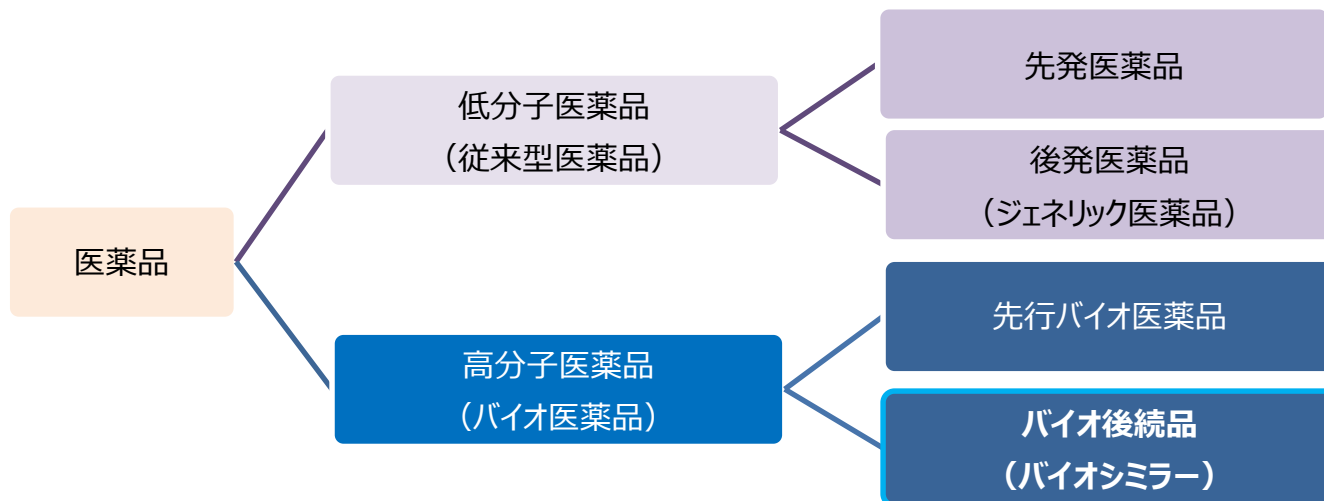 医薬品
低分子医薬品
（従来型医薬品）
先発医薬品
後発医薬品
（ジェネリック医薬品）
高分子医薬品
（バイオ医薬品）
先行バイオ医薬品
バイオ後続品
（バイオシミラー）